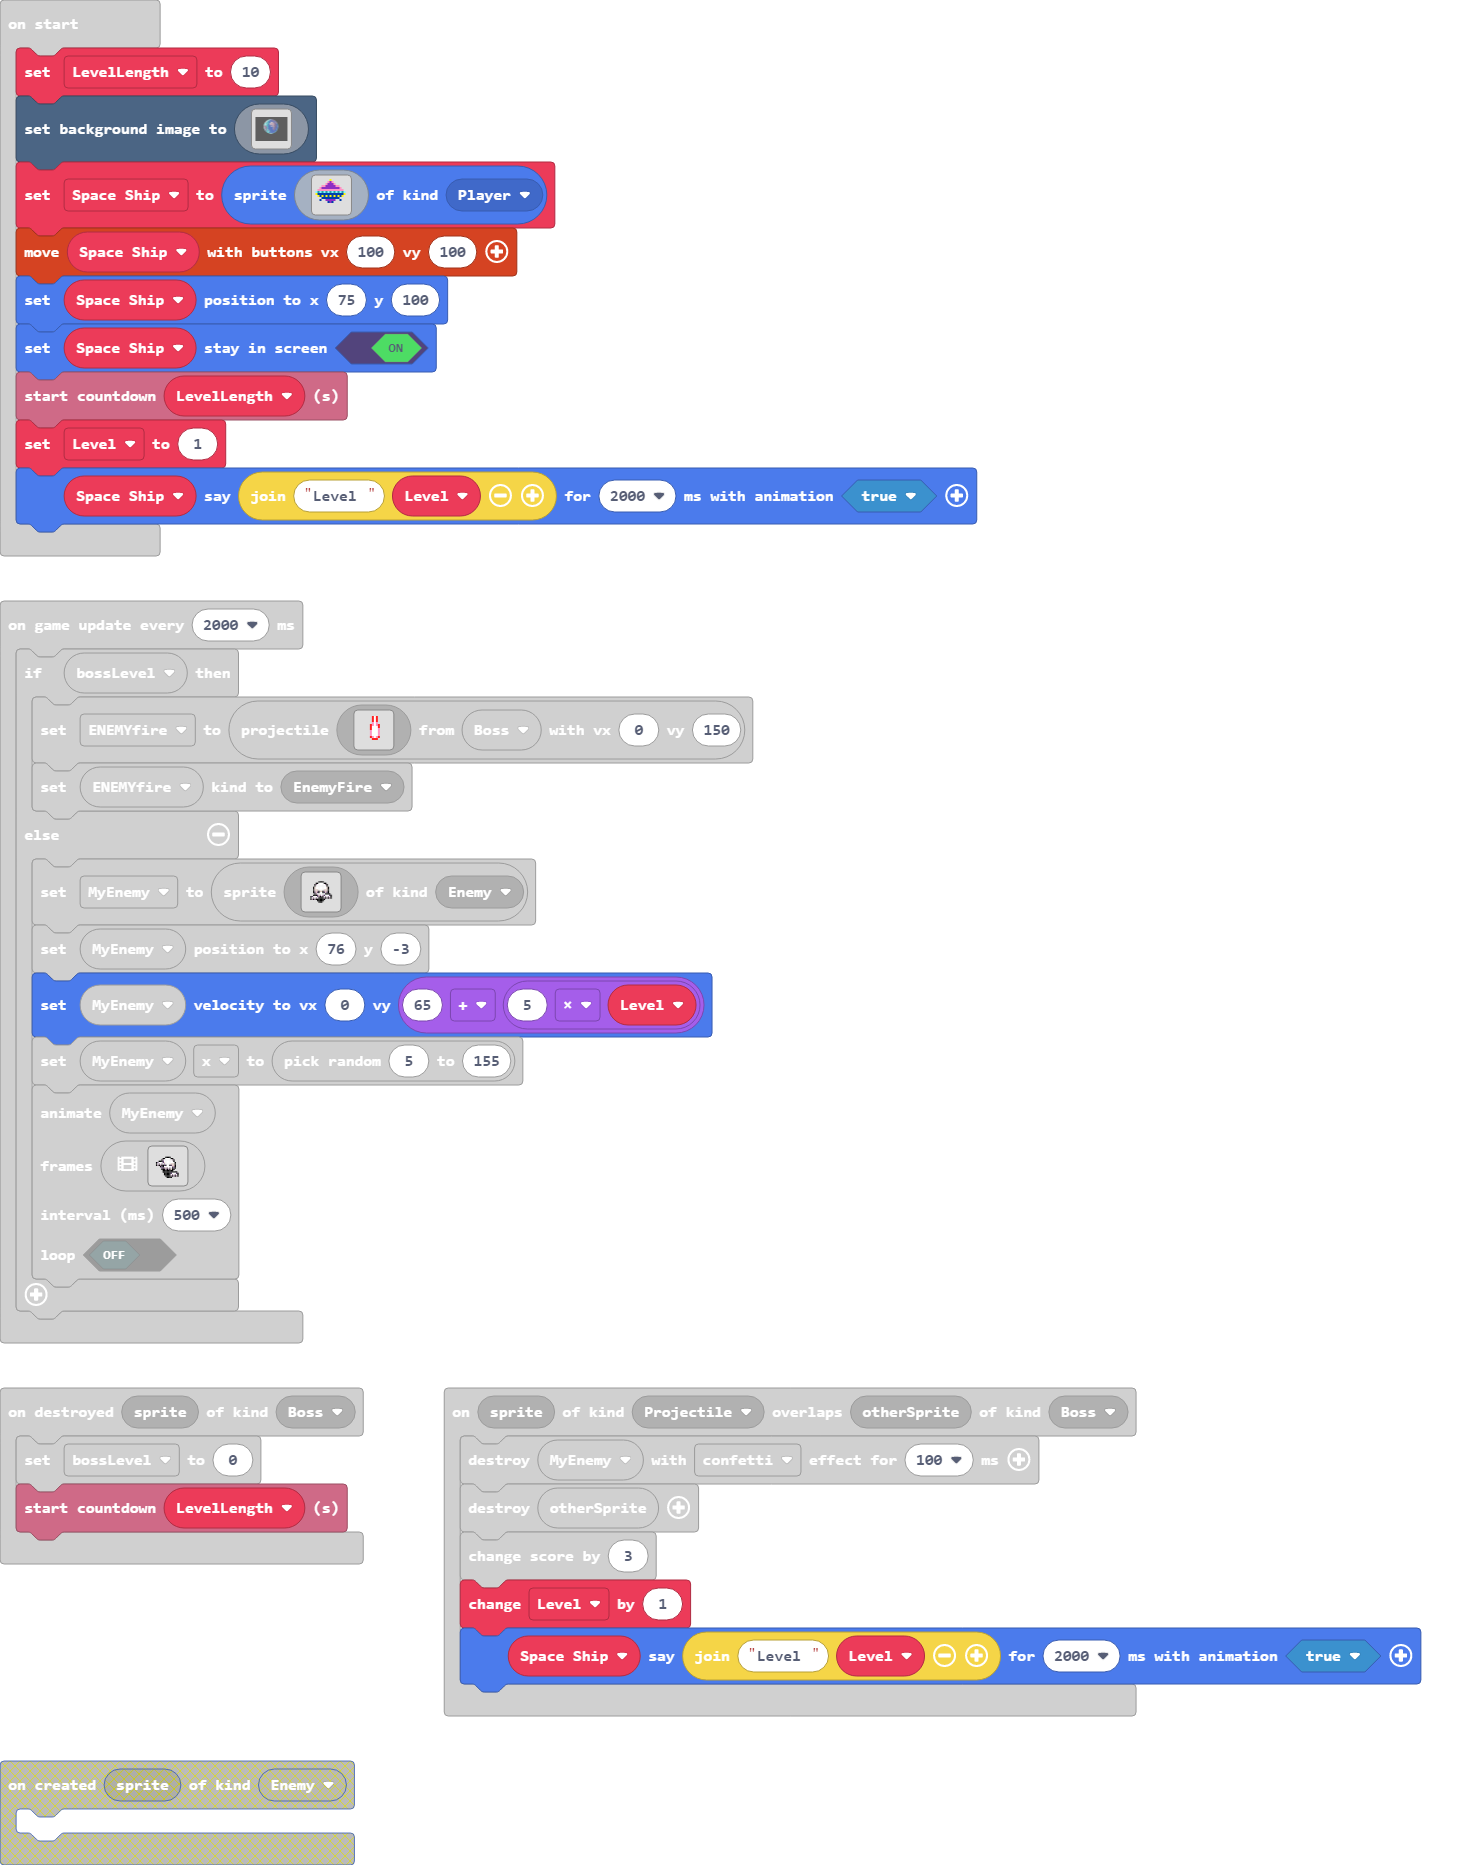 on start
set LevelLength to 10
set background image to
set Space Ship to sprite of kind Player
move Space Ship with buttons vx 100 vy 100
set Space Ship position to x 75 y 100
set Space Ship stay in screen ON
start countdown LevelLength (s)
set Level to 1
Space Ship say join "Level " Level for 2000 ms with animation true
on game update every 2000 ms
if bossLevel then
set ENEMYfire to projectile from Boss with vx 0 vy 150
set ENEMYfire kind to EnemyFire
else
set MyEnemy to sprite of kind Enemy
set MyEnemy position to x 76 y -3
set MyEnemy velocity to vx 0 vy 65 + 5 × Level
set MyEnemy x to pick random 5 to 155
animate MyEnemy
frames
interval (ms) 500
loop OFF
on destroyed sprite of kind Boss
set bossLevel to 0
start countdown LevelLength (s)
on sprite of kind Projectile overlaps otherSprite of kind Boss
destroy MyEnemy with confetti effect for 100 ms
destroy otherSprite
change score by 3
change Level by 1
Space Ship say join "Level " Level for 2000 ms with animation true
on created sprite of kind Enemy